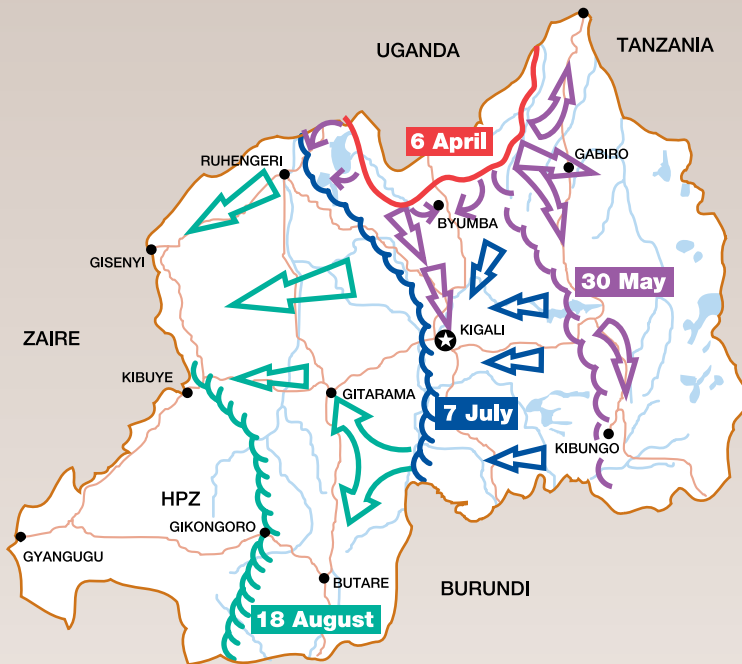 UGANDA
TANZANIA
6 April
RUHENGERI
GABIRO
BYUMBA
GISENYI
30 May
ZAIRE
KIGALI
KIBUYE
GITARAMA
7 July
KIBUNGO
HPZ
GIKONGORO
GYANGUGU
BUTARE
BURUNDI
18 August